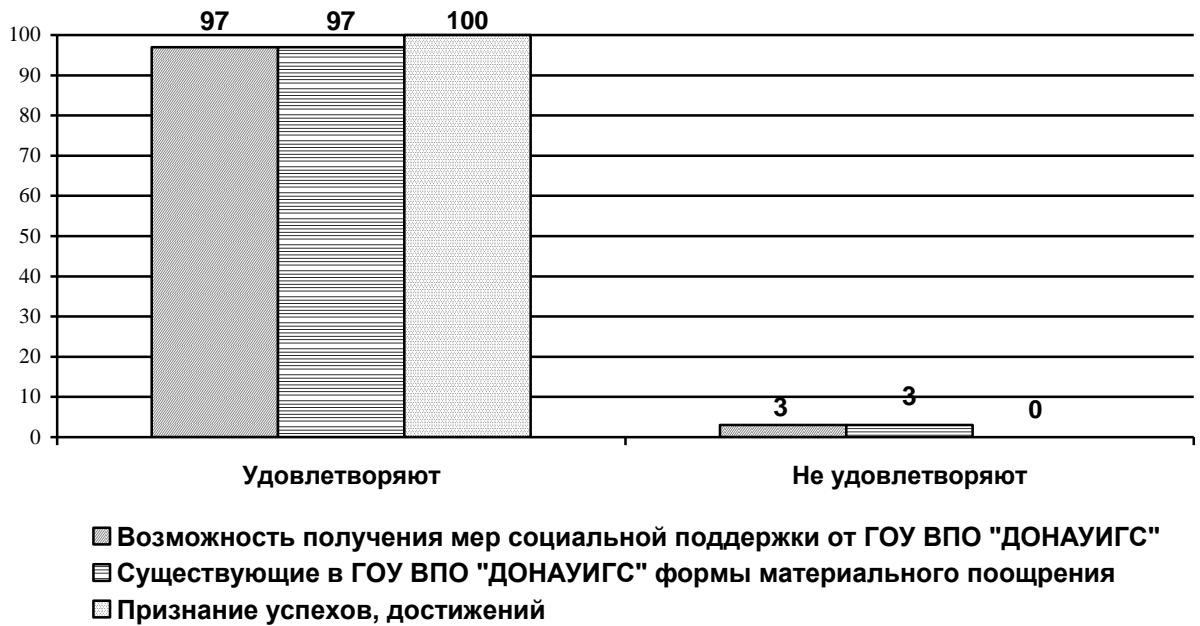 97 97 100
100
90
80
70
60
50
40
30
20
10
0
3 3 0
Удовлетворяют Не удовлетворяют
Возможность получения мер социальной поддержки от ГОУ ВПО "ДОНАУИГС"
Существующие в ГОУ ВПО "ДОНАУИГС" формы материального поощрения
Признание успехов, достижений